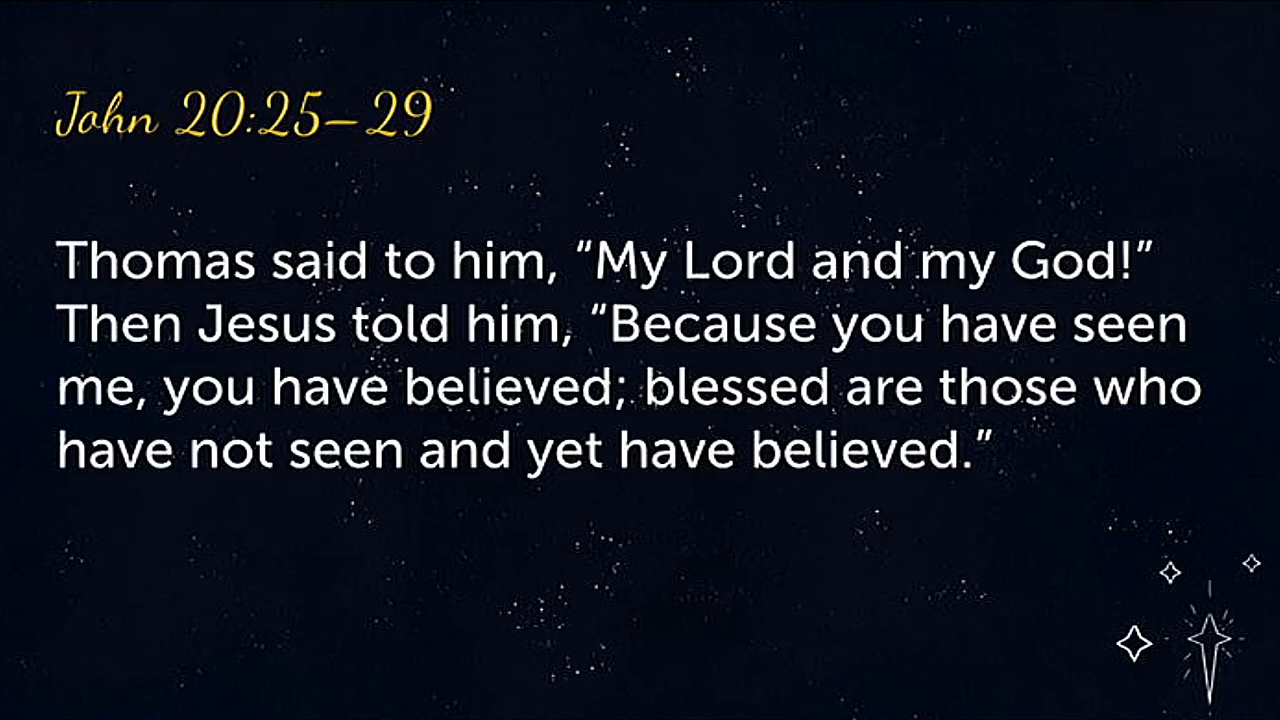 John 20:25–29
Thomas said to him, “My Lord and my God!”
Then Jesus told him, “Because you have seen
me, you have believed; blessed are those who
have not seen and yet have believed.”